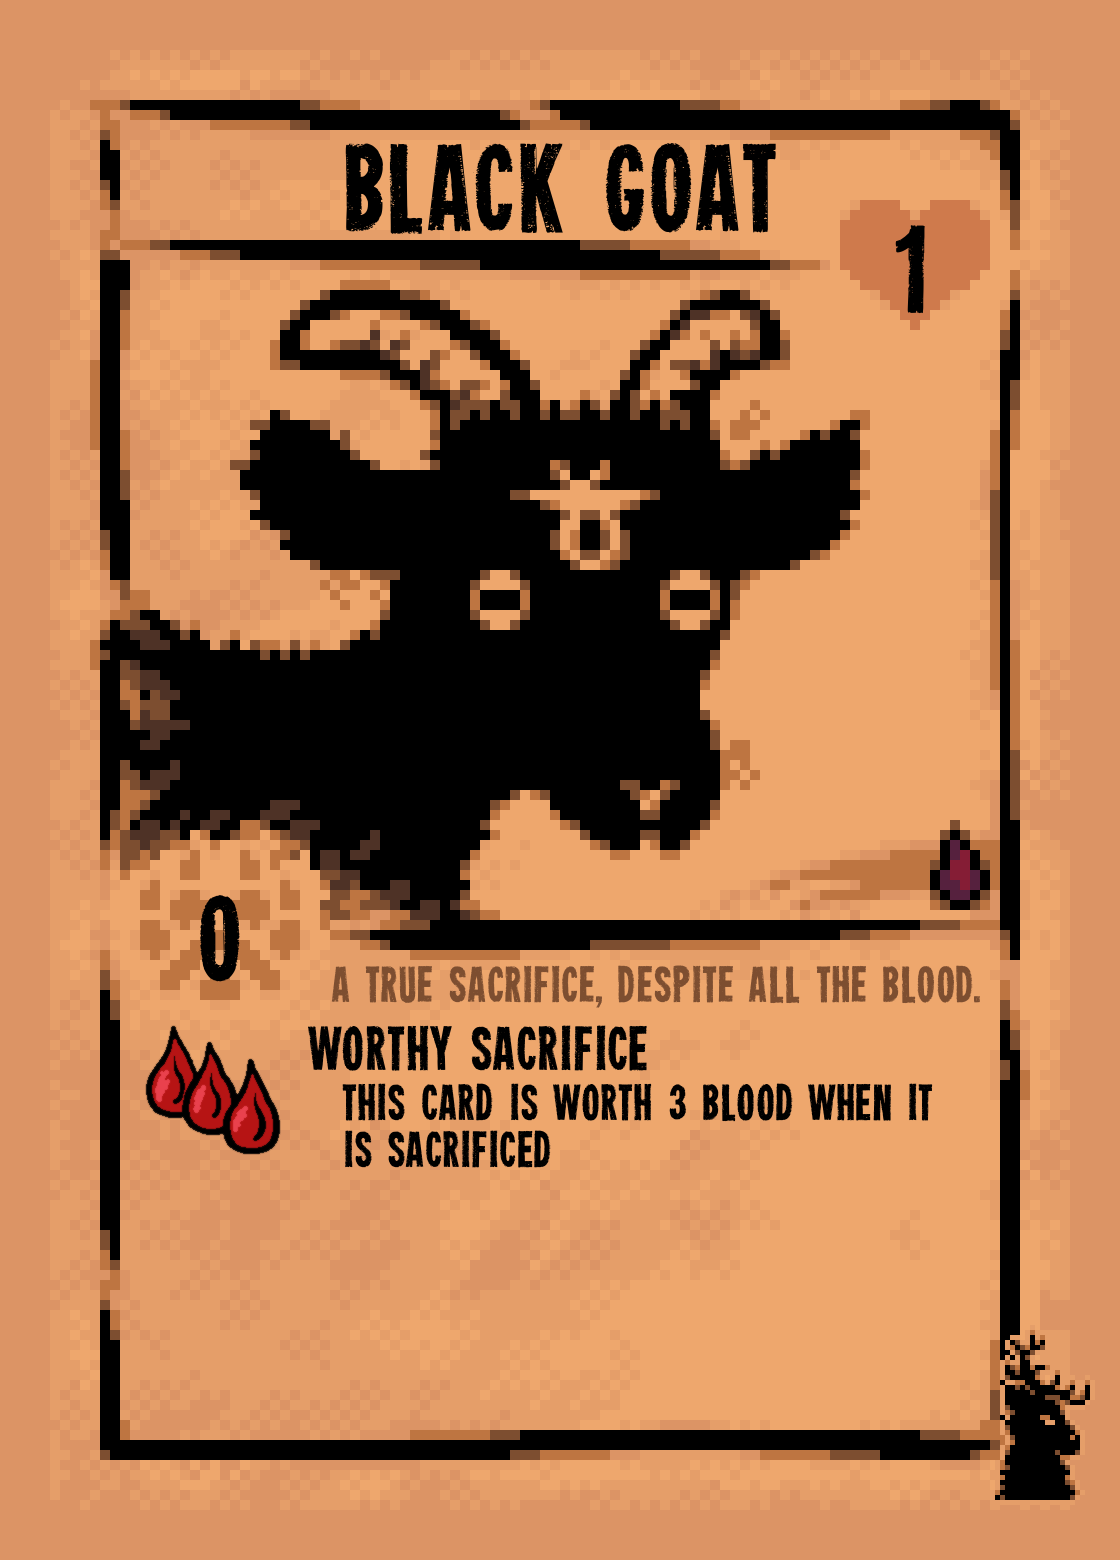 BLACK GOAT
1
0
A TRUE SACRIFICE, DESPITE ALL THE BLOOD.
WORTHY SACRIFICE
THIS CARD IS WORTH 3 BLOOD WHEN IT
IS SACRIFICED